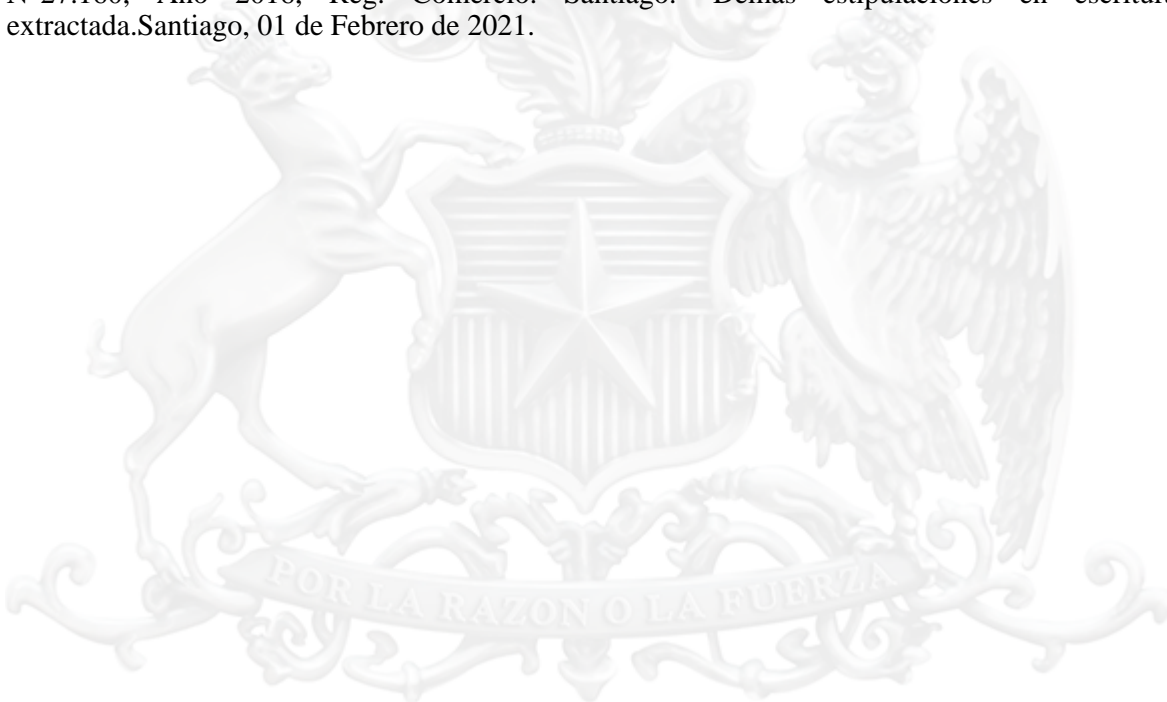 Año Reg. Comercio. Santiago.- Demás estipulaciones en escritura
extractada.Santiago, 01 de Febrero de 2021.
POR LA RAZON O LA FUERZA